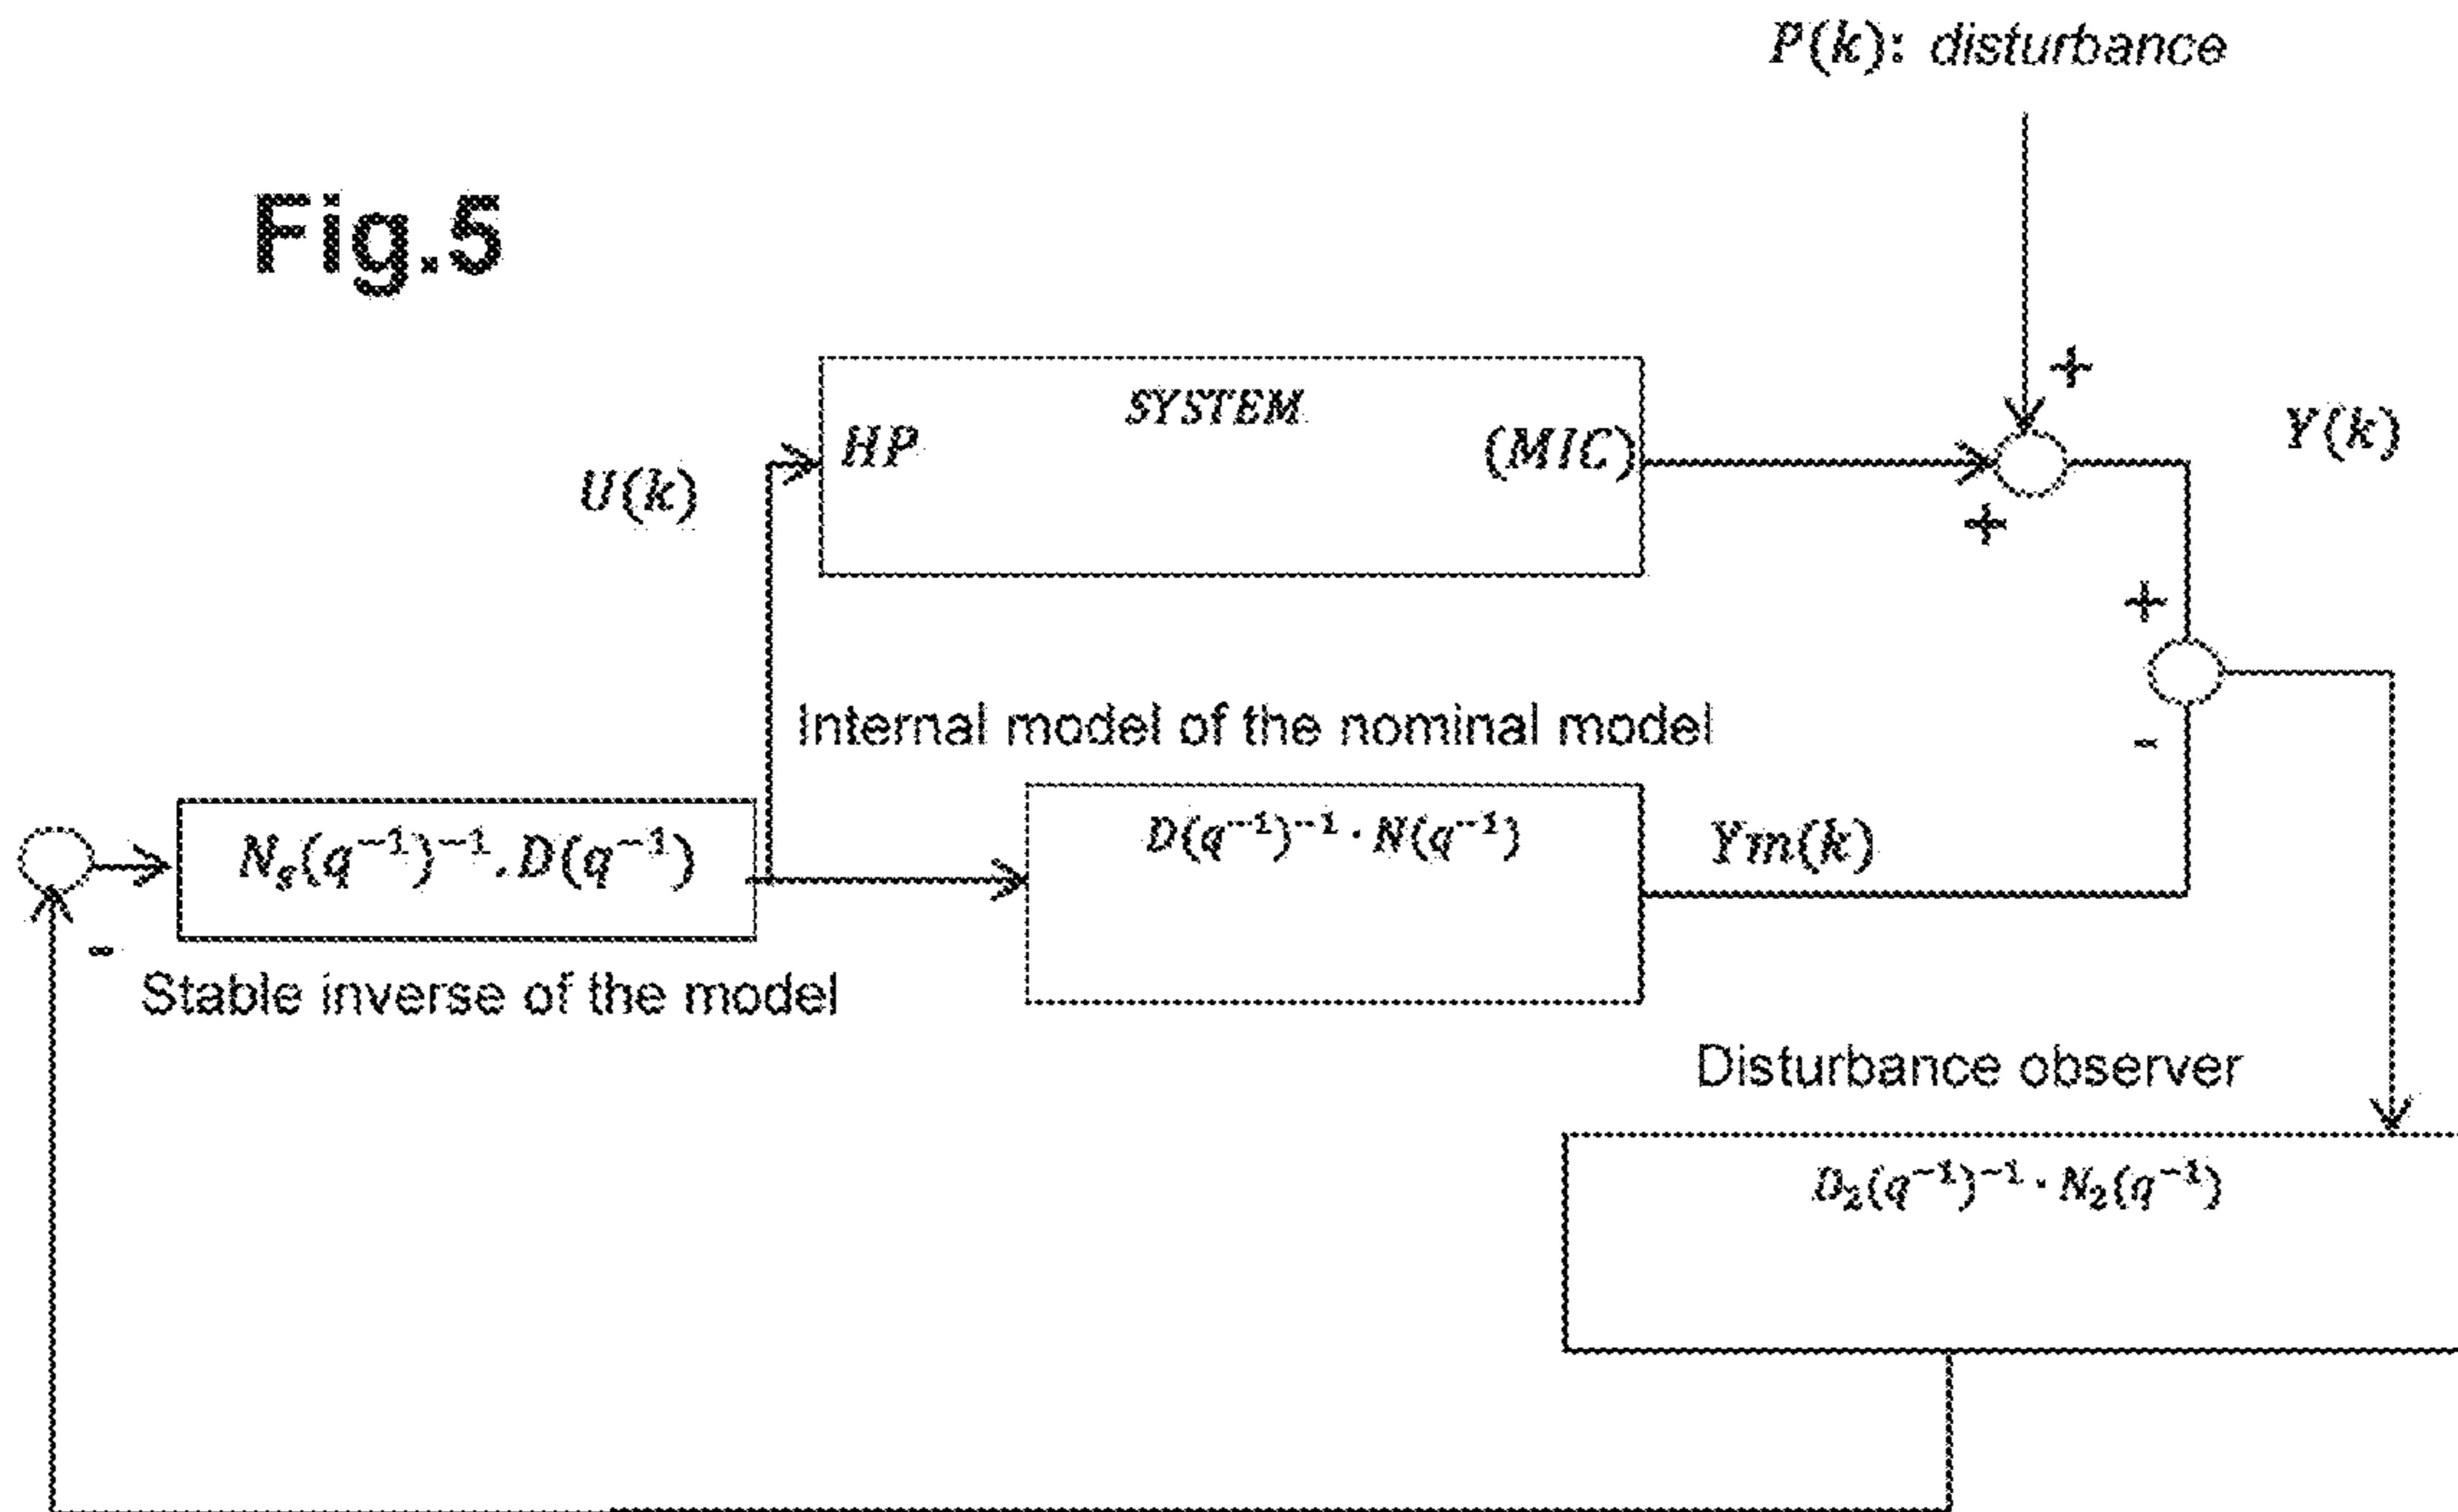 P(k): disturbance
Fig.5
+
SYSTEM
HP
(MIC)
Y(k)
U(k)
+
+
Internal model of the nominal model
-
N_s(q⁻¹)⁻¹.D(q⁻¹)
D(q⁻¹)⁻¹·N(q⁻¹)
Ym(k)
-
Stable inverse of the model
Disturbance observer
D₂(q⁻¹)⁻¹·N₂(q⁻¹)